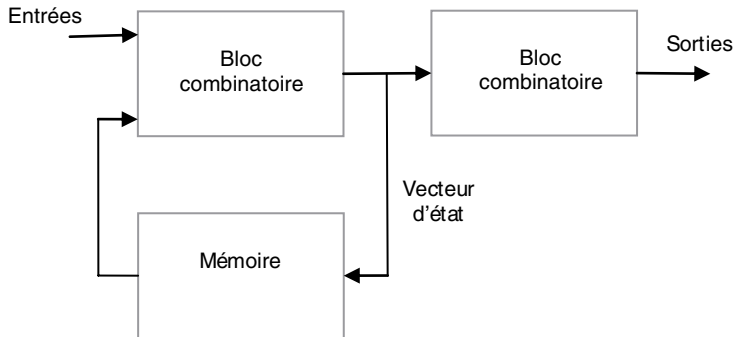 Entrées
Bloc
combinatoire
Bloc
combinatoire
Sorties
Vecteur
d'état
Mémoire